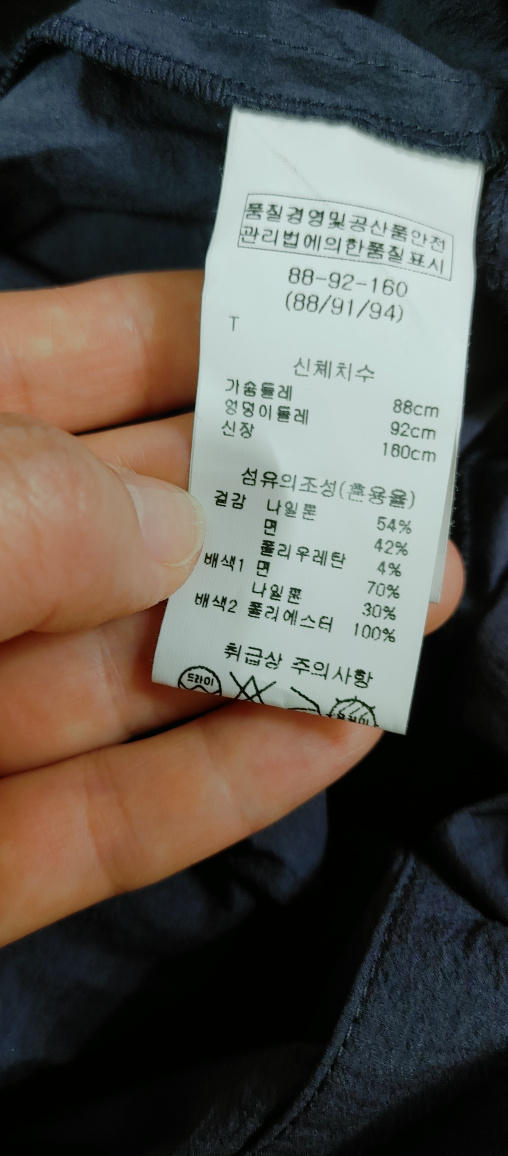 품질경영및공산품안전
관리법에의한품질표시
88-92-160
(88/91/94)
T
신체치수
가슴둘레 88cm
엉덩이둘레 92cm
신장 160cm
섬유의조성(혼용율)
겉감 나일론 54%
면 42%
폴리우레탄 4%
배색1 면 70%
나일론 30%
배색2 폴리에스터 100%
취급상 주의사항
드라이